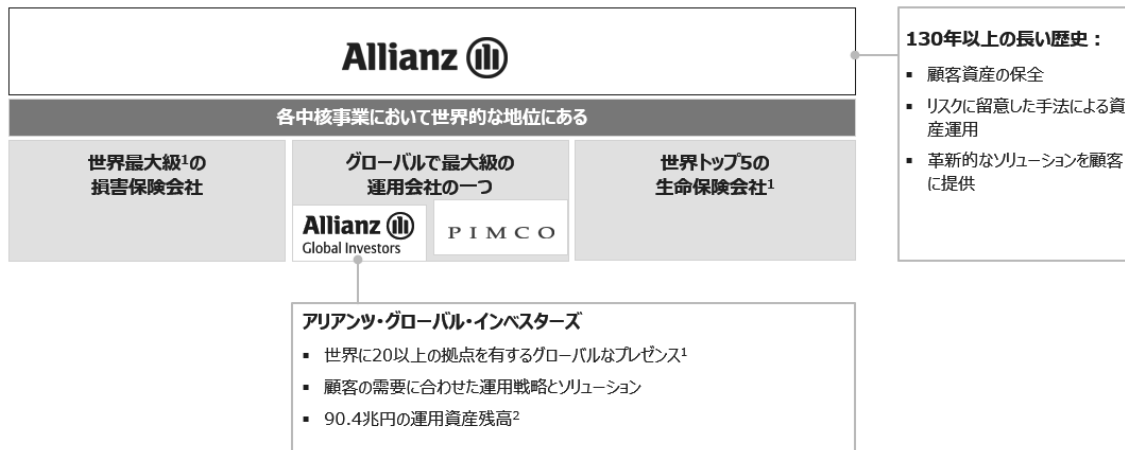 Allianz
各中核事業において世界的な地位にある
世界最大級¹の
損害保険会社
グローバルで最大級の
運用会社の一つ
Allianz
Global Investors
PIMCO
世界トップ5の
生命保険会社¹
130年以上の長い歴史：
▪ 顧客資産の保全
▪ リスクに留意した手法による資
産運用
▪ 革新的なソリューションを顧客
に提供
アリアンツ・グローバル・インベスターズ
▪ 世界に20以上の拠点を有するグローバルなプレゼンス¹
▪ 顧客の需要に合わせた運用戦略とソリューション
▪ 90.4兆円の運用資産残高²